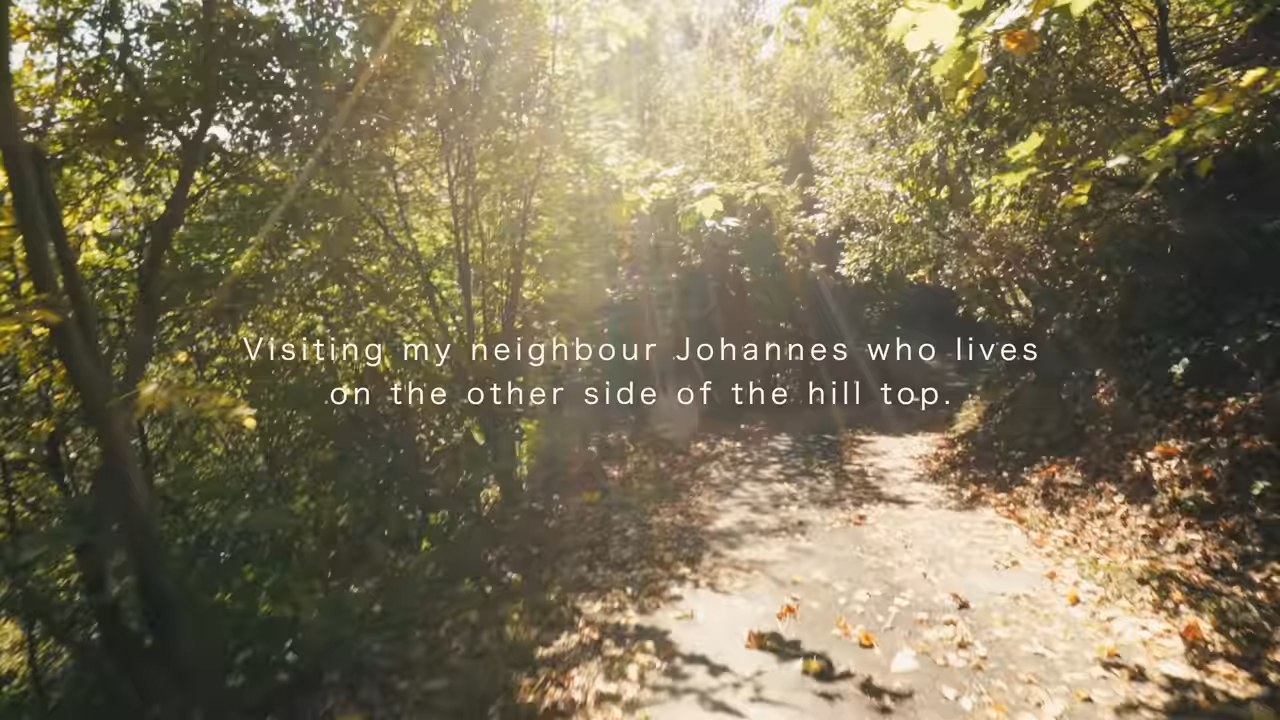 Visiting my neighbour Johannes who lives
on the other side of the hill top.